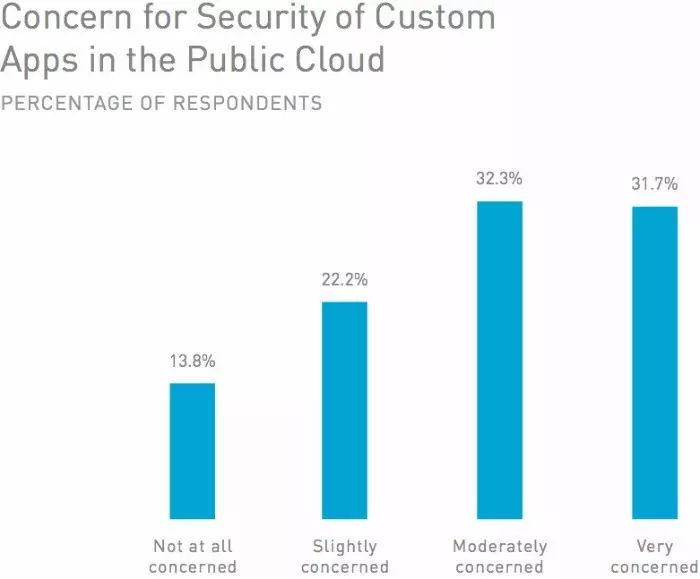 Concern for Security of Custom
Apps in the Public Cloud
PERCENTAGE OF RESPONDENTS
32.3%
31.7%
22.2%
13.8%
Not at all
concerned
Slightly
concerned
Moderately
concerned
Very
concerned